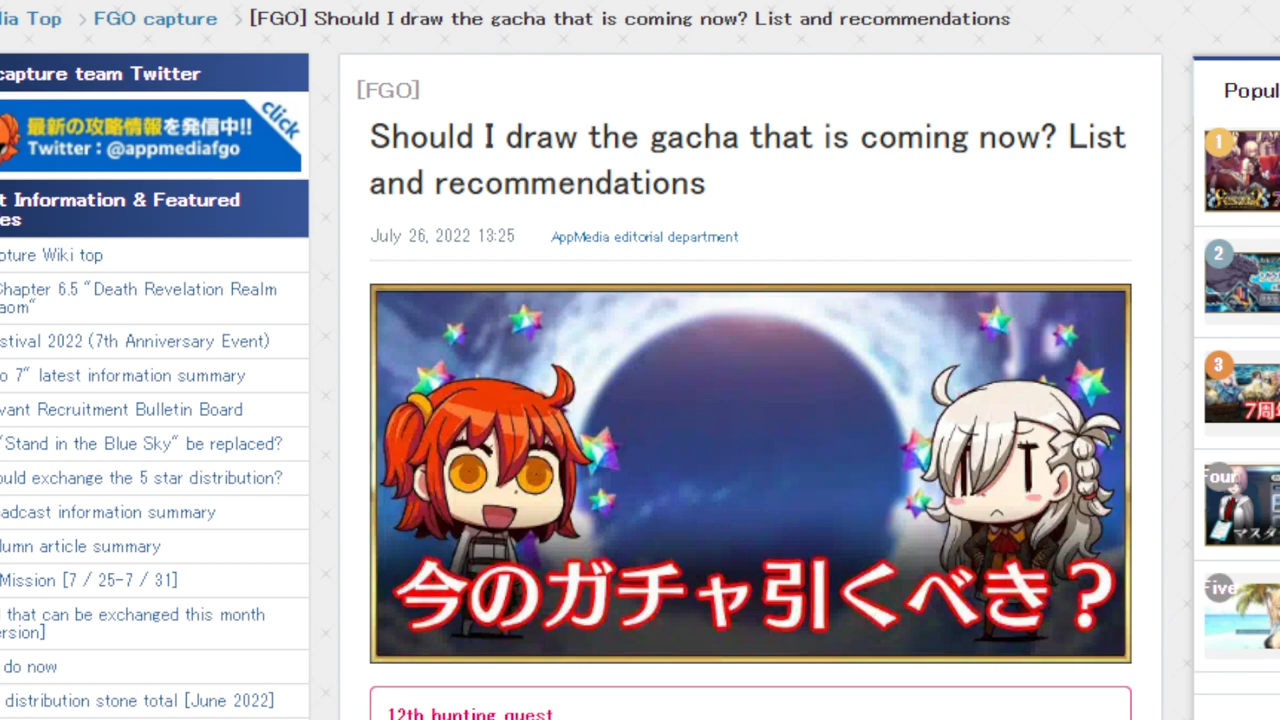 ia Top > FGO capture > [FGO] Should I draw the gacha that is coming now? List and recommendations
capture team Twitter
最新の攻略情報を発信中!!
Twitter：@appmediafgo
click
t Information & Featured
es
pture Wiki top
Chapter 6.5 "Death Revelation Realm
aom"
stival 2022 (7th Anniversary Event)
o 7" latest information summary
vant Recruitment Bulletin Board
"Stand in the Blue Sky" be replaced?
ould exchange the 5 star distribution?
adcast information summary
lumn article summary
Mission [7 / 25-7 / 31]
that can be exchanged this month
ersion]
do now
distribution stone total [June 2022]
[FGO]
Should I draw the gacha that is coming now? List
and recommendations
July 26, 2022 13:25 AppMedia editorial department
今のガチャ引くべき？
12th hunting quest
Popul
1
2
3
7周
Four
マスタ
Five